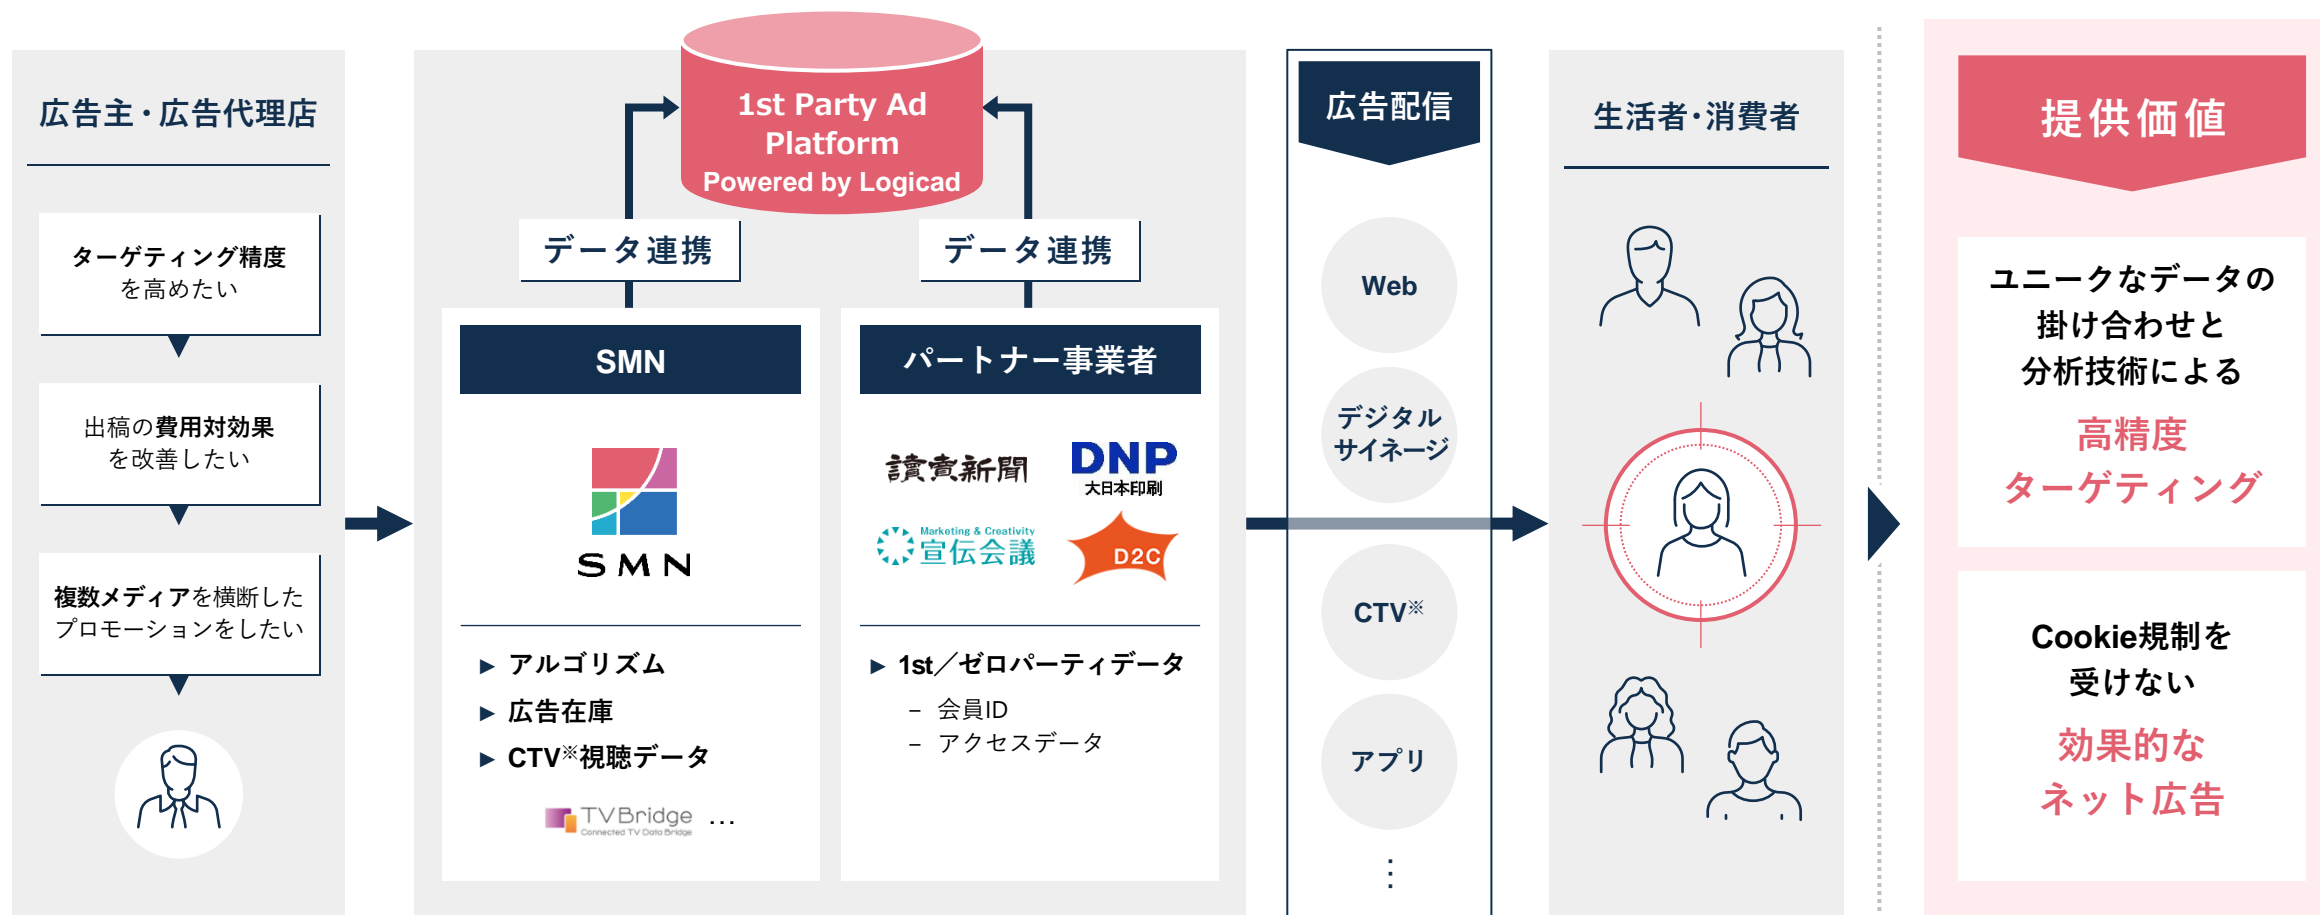 広告主・広告代理店
ターゲティング精度
を高めたい
出稿の費用対効果
を改善したい
複数メディアを横断した
プロモーションをしたい
1st Party Ad
Platform
Powered by Logicad
データ連携
データ連携
SMN
SMN
アルゴリズム
広告在庫
CTV※視聴データ
TVBridge
Connected TV Data Bridge
…
パートナー事業者
讀賣新聞
DNP
大日本印刷
Marketing & Creativity
宣伝会議
D2C
1st／ゼロパーティデータ
– 会員ID
– アクセスデータ
広告配信
Web
デジタル
サイネージ
CTV※
アプリ
⋮
生活者・消費者
提供価値
ユニークなデータの
掛け合わせと
分析技術による
高精度
ターゲティング
Cookie規制を
受けない
効果的な
ネット広告